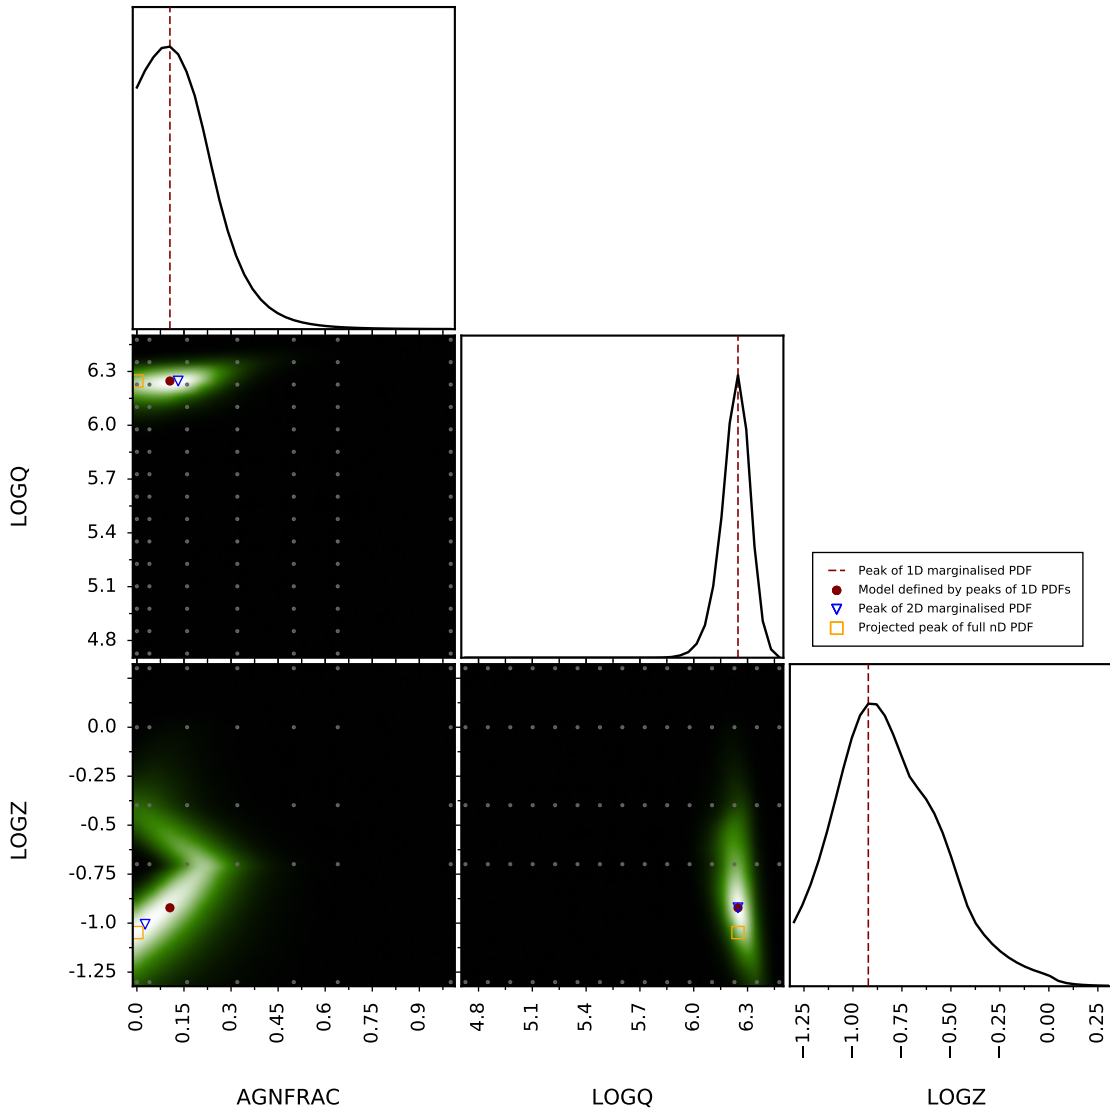 6.3
6.0
5.7
5.4
5.1
4.8
LOGQ
Peak of 1D marginalised PDF
Model defined by peaks of 1D PDFs
Peak of 2D marginalised PDF
Projected peak of full nD PDF
0.0
-0.25
-0.5
-0.75
-1.0
-1.25
LOGZ
0.0 0.15 0.3 0.45 0.6 0.75 0.9
4.8 5.1 5.4 5.7 6.0 6.3
−1.25 −1.00 −0.75 −0.50 −0.25 0.00 0.25
AGNFRAC LOGQ LOGZ